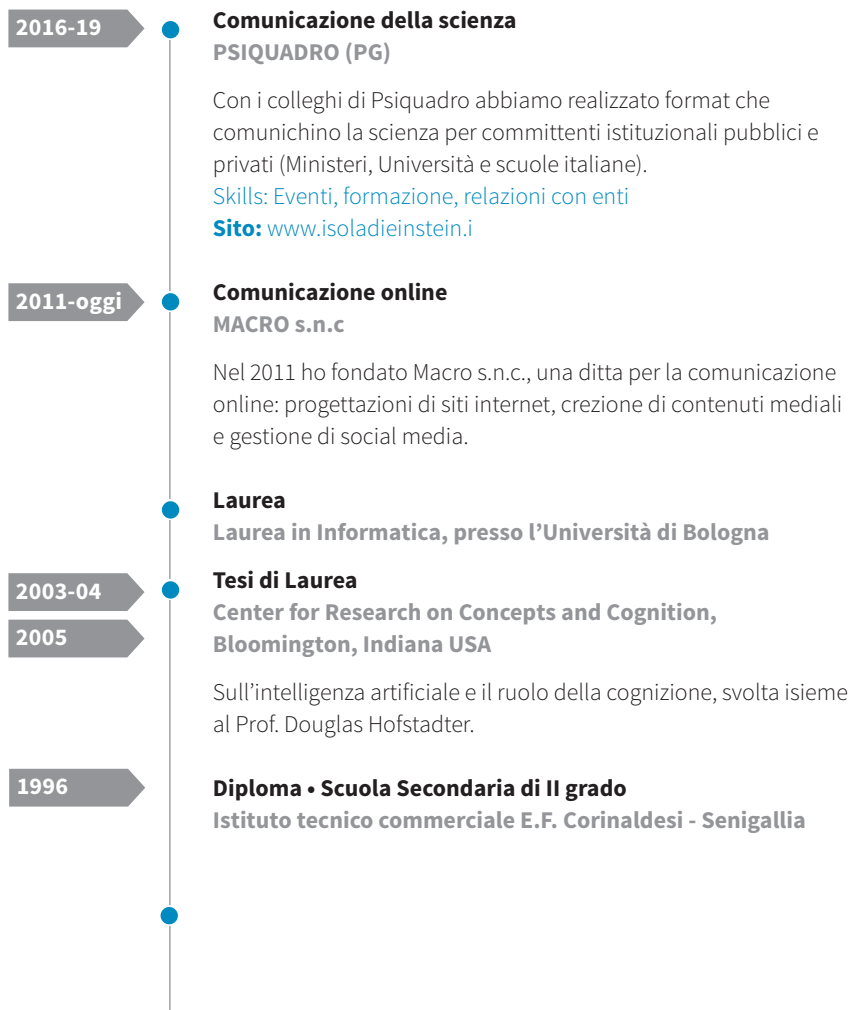 2016-19
Comunicazione della scienza
PSIQUADRO (PG)
Con i colleghi di Psiquadro abbiamo realizzato format che
comunichino la scienza per committenti istituzionali pubblici e
privati (Ministeri, Università e scuole italiane).
Skills: Eventi, formazione, relazioni con enti
Sito: www.isoladieinstein.i
2011-oggi
Comunicazione online
MACRO s.n.c
Nel 2011 ho fondato Macro s.n.c., una ditta per la comunicazione
online: progettazioni di siti internet, crezione di contenuti mediali
e gestione di social media.
Laurea
Laurea in Informatica, presso l’Università di Bologna
2003-04
Tesi di Laurea
Center for Research on Concepts and Cognition,
2005
Bloomington, Indiana USA
Sull’intelligenza artificiale e il ruolo della cognizione, svolta isieme
al Prof. Douglas Hofstadter.
1996
Diploma • Scuola Secondaria di II grado
Istituto tecnico commerciale E.F. Corinaldesi - Senigallia